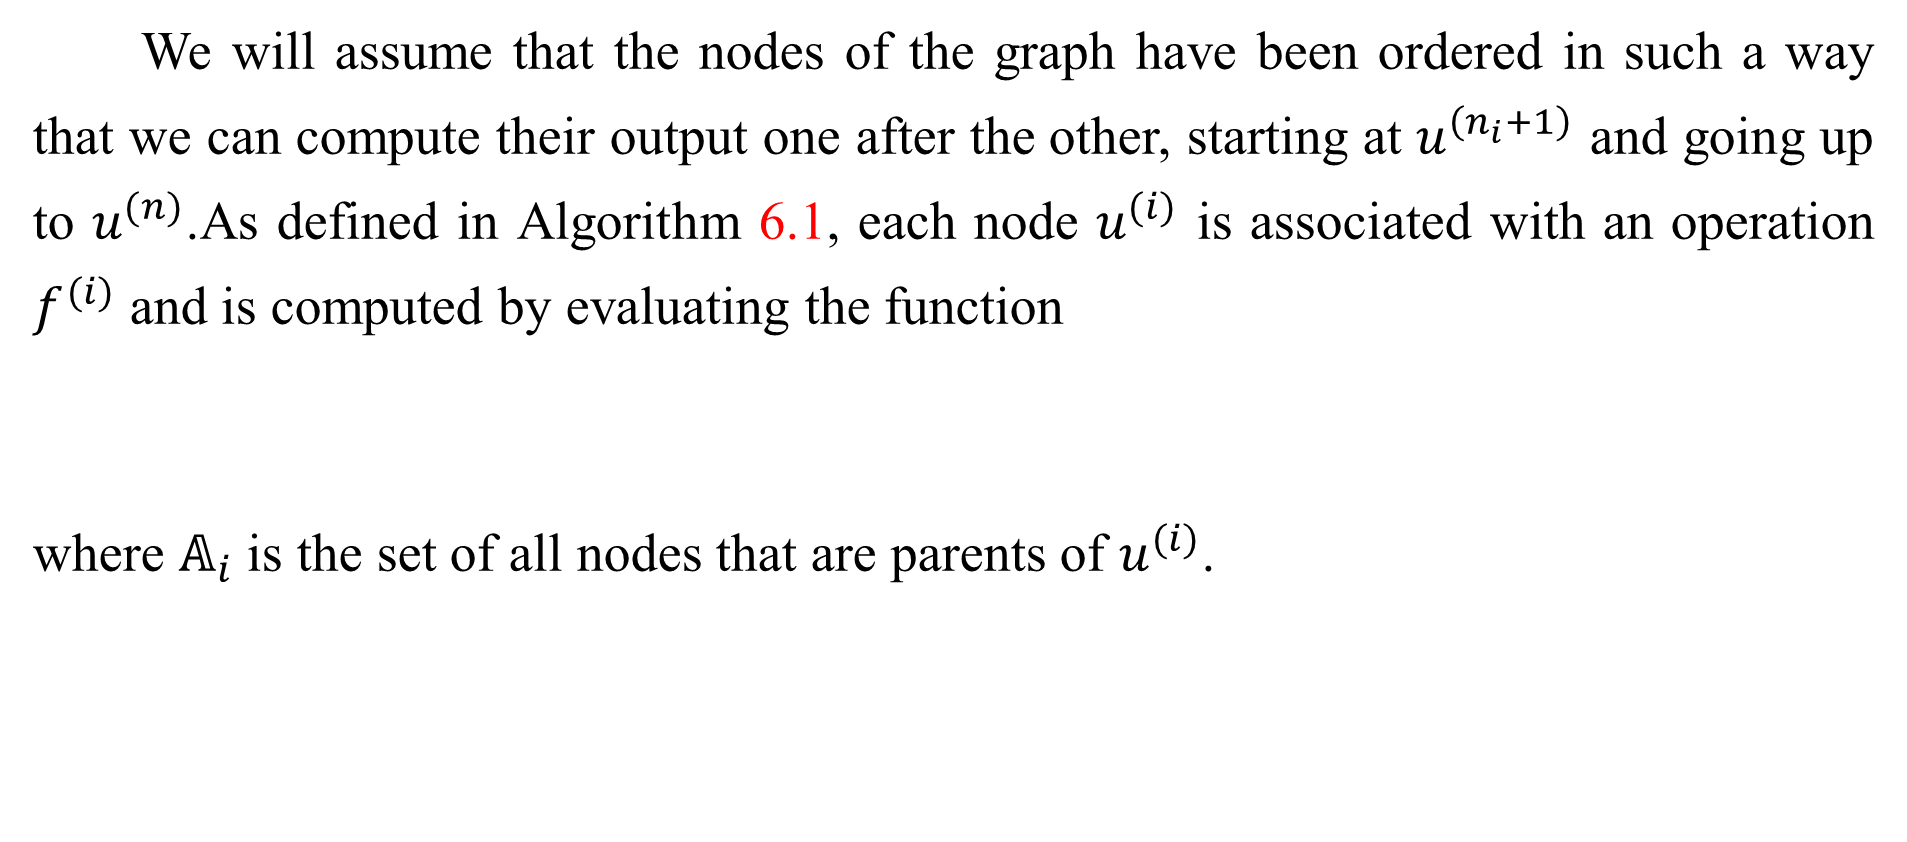 We will assume that the nodes of the graph have been ordered in such a way
that we can compute their output one after the other, starting at u^(n_i+1) and going up
to u^(n).As defined in Algorithm 6.1, each node u^(i) is associated with an operation
f^(i) and is computed by evaluating the function
where 𝔸_i is the set of all nodes that are parents of u^(i).